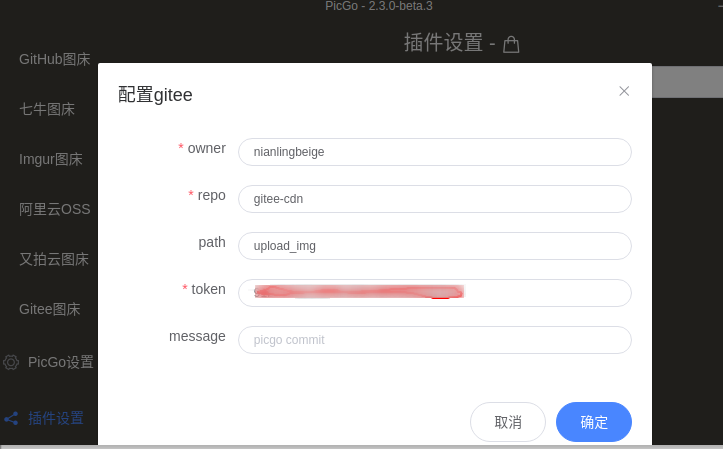 PicGo - 2.3.0-beta.3
插件设置 -
GitHub图床
七牛图床
Imgur图床
阿里云OSS
又拍云图床
Gitee图床
PicGo设置
插件设置
配置gitee
* owner
nianlingbeige
* repo
gitee-cdn
path
upload_img
* token
message
picgo commit
取消
确定